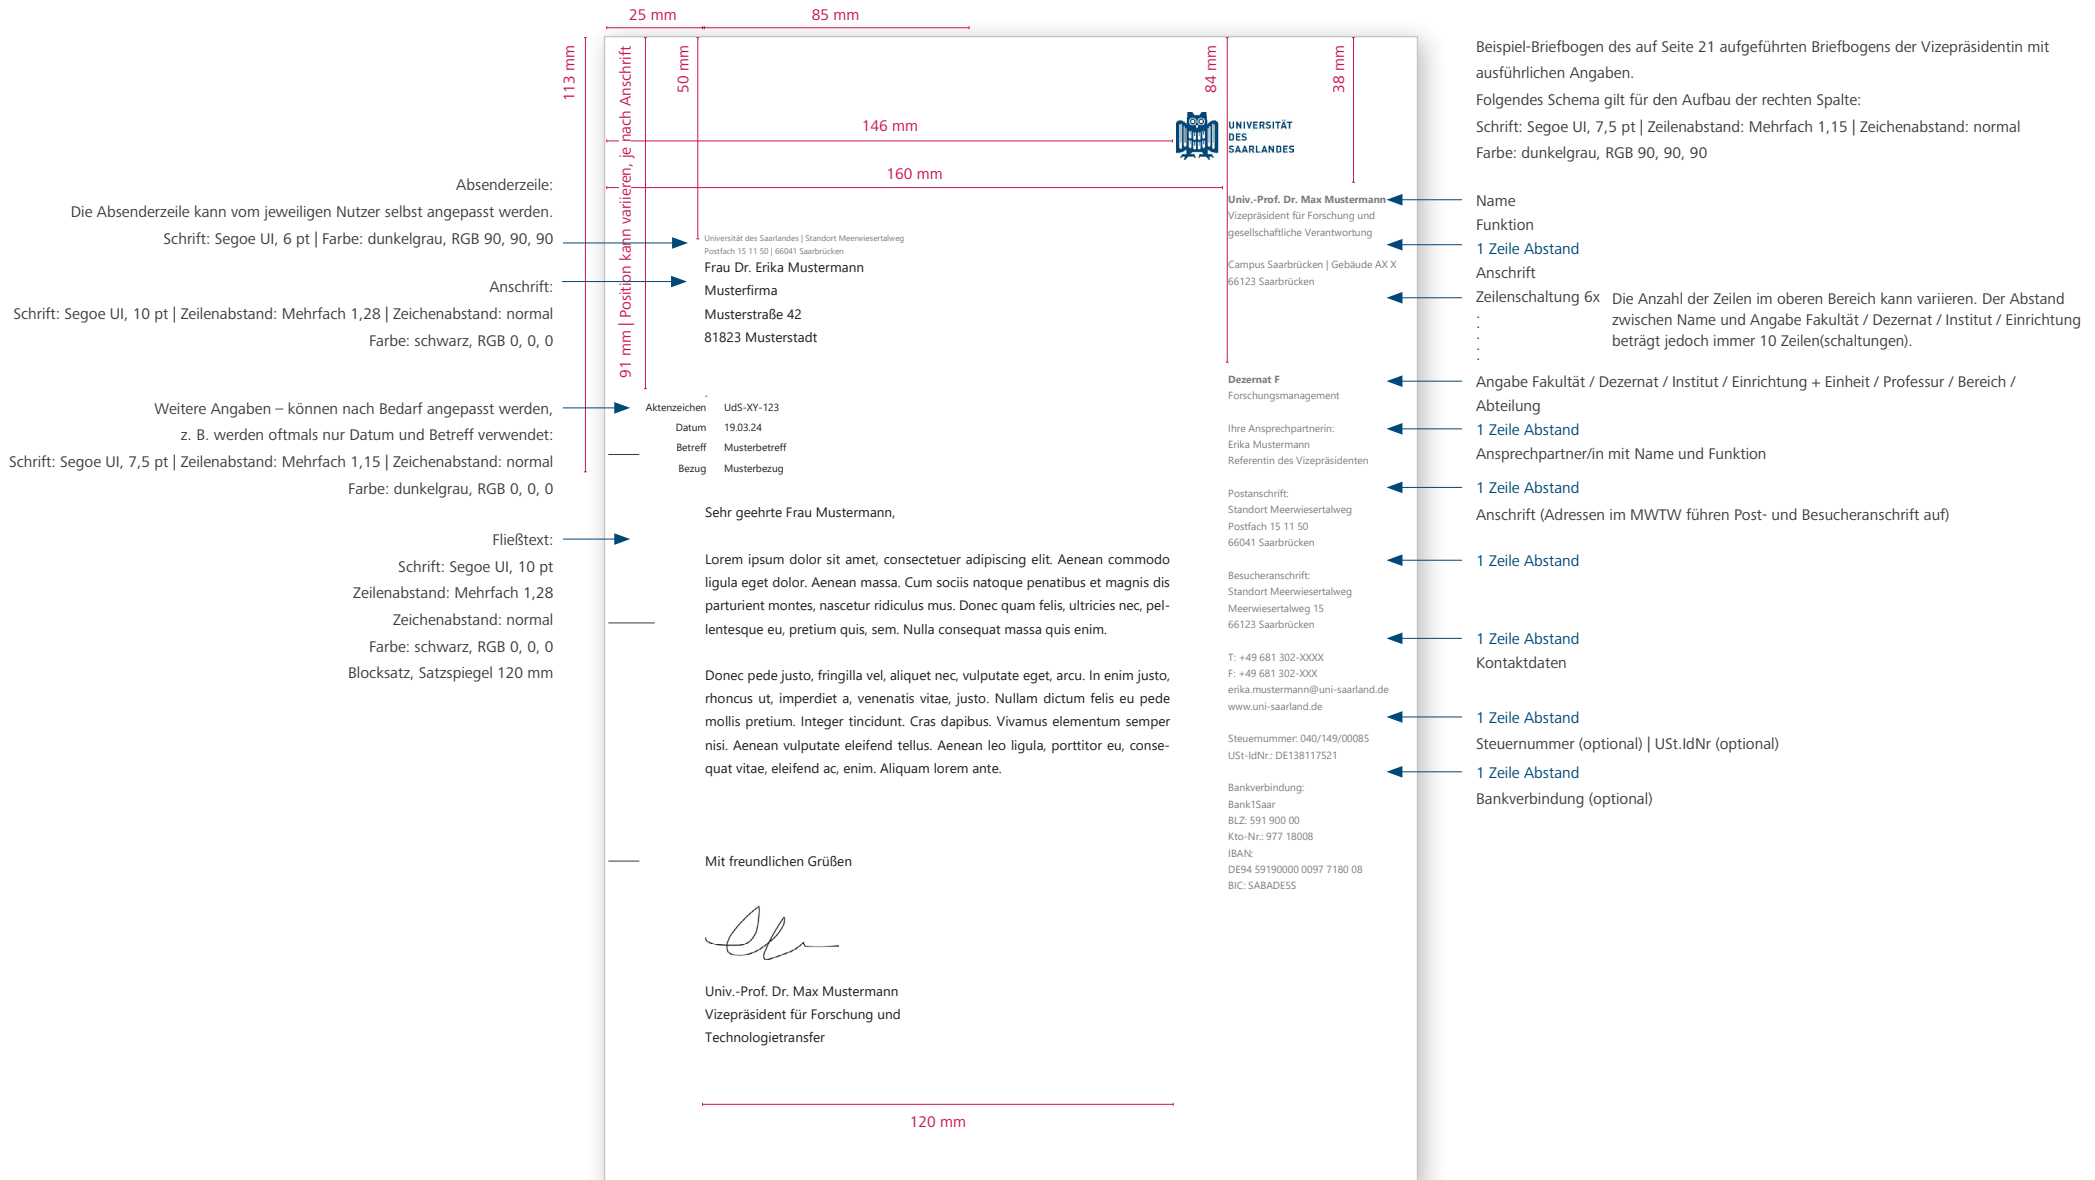 25 mm
85 mm
113 mm
91 mm | Position kann variieren, je nach Anschrift
50 mm
84 mm
38 mm
146 mm
160 mm
UNIVERSITÄT
DES
SAARLANDES
Absenderzeile:
Die Absenderzeile kann vom jeweiligen Nutzer selbst angepasst werden.
Schrift: Segoe UI, 6 pt | Farbe: dunkelgrau, RGB 90, 90, 90
Anschrift:
Schrift: Segoe UI, 10 pt | Zeilenabstand: Mehrfach 1,28 | Zeichenabstand: normal
Farbe: schwarz, RGB 0, 0, 0
Weitere Angaben – können nach Bedarf angepasst werden,
z. B. werden oftmals nur Datum und Betreff verwendet:
Schrift: Segoe UI, 7,5 pt | Zeilenabstand: Mehrfach 1,15 | Zeichenabstand: normal
Farbe: dunkelgrau, RGB 0, 0, 0
Fließtext:
Schrift: Segoe UI, 10 pt
Zeilenabstand: Mehrfach 1,28
Zeichenabstand: normal
Farbe: schwarz, RGB 0, 0, 0
Blocksatz, Satzspiegel 120 mm
Universität des Saarlandes | Standort Meerwiesertalweg
Postfach 15 11 50 | 66041 Saarbrücken
Frau Dr. Erika Mustermann
Musterfirma
Musterstraße 42
81823 Musterstadt
Aktenzeichen UdS-XY-123
Datum 19.03.24
Betreff Musterbetreff
Bezug Musterbezug
Sehr geehrte Frau Mustermann,
Lorem ipsum dolor sit amet, consectetuer adipiscing elit. Aenean commodo
ligula eget dolor. Aenean massa. Cum sociis natoque penatibus et magnis dis
parturient montes, nascetur ridiculus mus. Donec quam felis, ultricies nec, pel-
lentesque eu, pretium quis, sem. Nulla consequat massa quis enim.
Donec pede justo, fringilla vel, aliquet nec, vulputate eget, arcu. In enim justo,
rhoncus ut, imperdiet a, venenatis vitae, justo. Nullam dictum felis eu pede
mollis pretium. Integer tincidunt. Cras dapibus. Vivamus elementum semper
nisi. Aenean vulputate eleifend tellus. Aenean leo ligula, porttitor eu, conse-
quat vitae, eleifend ac, enim. Aliquam lorem ante.
Mit freundlichen Grüßen
Univ.-Prof. Dr. Max Mustermann
Vizepräsident für Forschung und
Technologietransfer
120 mm
Univ.-Prof. Dr. Max Mustermann
Vizepräsident für Forschung und
gesellschaftliche Verantwortung
Campus Saarbrücken | Gebäude AX X
66123 Saarbrücken
Dezernat F
Forschungsmanagement
Ihre Ansprechpartnerin:
Erika Mustermann
Referentin des Vizepräsidenten
Postanschrift:
Standort Meerwiesertalweg
Postfach 15 11 50
66041 Saarbrücken
Besucheranschrift:
Standort Meerwiesertalweg
Meerwiesertalweg 15
66123 Saarbrücken
T: +49 681 302-XXXX
F: +49 681 302-XXX
erika.mustermann@uni-saarland.de
www.uni-saarland.de
Steuernummer: 040/149/00085
USt-IdNr.: DE138117521
Bankverbindung:
Bank1Saar
BLZ: 591 900 00
Kto-Nr.: 977 18008
IBAN:
DE94 59190000 0097 7180 08
BIC: SABADE5S
Beispiel-Briefbogen des auf Seite 21 aufgeführten Briefbogens der Vizepräsidentin mit
ausführlichen Angaben.
Folgendes Schema gilt für den Aufbau der rechten Spalte:
Schrift: Segoe UI, 7,5 pt | Zeilenabstand: Mehrfach 1,15 | Zeichenabstand: normal
Farbe: dunkelgrau, RGB 90, 90, 90
Name
Funktion
1 Zeile Abstand
Anschrift
Zeilenschaltung 6x
.
.
.
.
Die Anzahl der Zeilen im oberen Bereich kann variieren. Der Abstand
zwischen Name und Angabe Fakultät / Dezernat / Institut / Einrichtung
beträgt jedoch immer 10 Zeilen(schaltungen).
Angabe Fakultät / Dezernat / Institut / Einrichtung + Einheit / Professur / Bereich /
Abteilung
1 Zeile Abstand
Ansprechpartner/in mit Name und Funktion
1 Zeile Abstand
Anschrift (Adressen im MWTW führen Post- und Besucheranschrift auf)
1 Zeile Abstand
1 Zeile Abstand
Kontaktdaten
1 Zeile Abstand
Steuernummer (optional) | USt.IdNr (optional)
1 Zeile Abstand
Bankverbindung (optional)